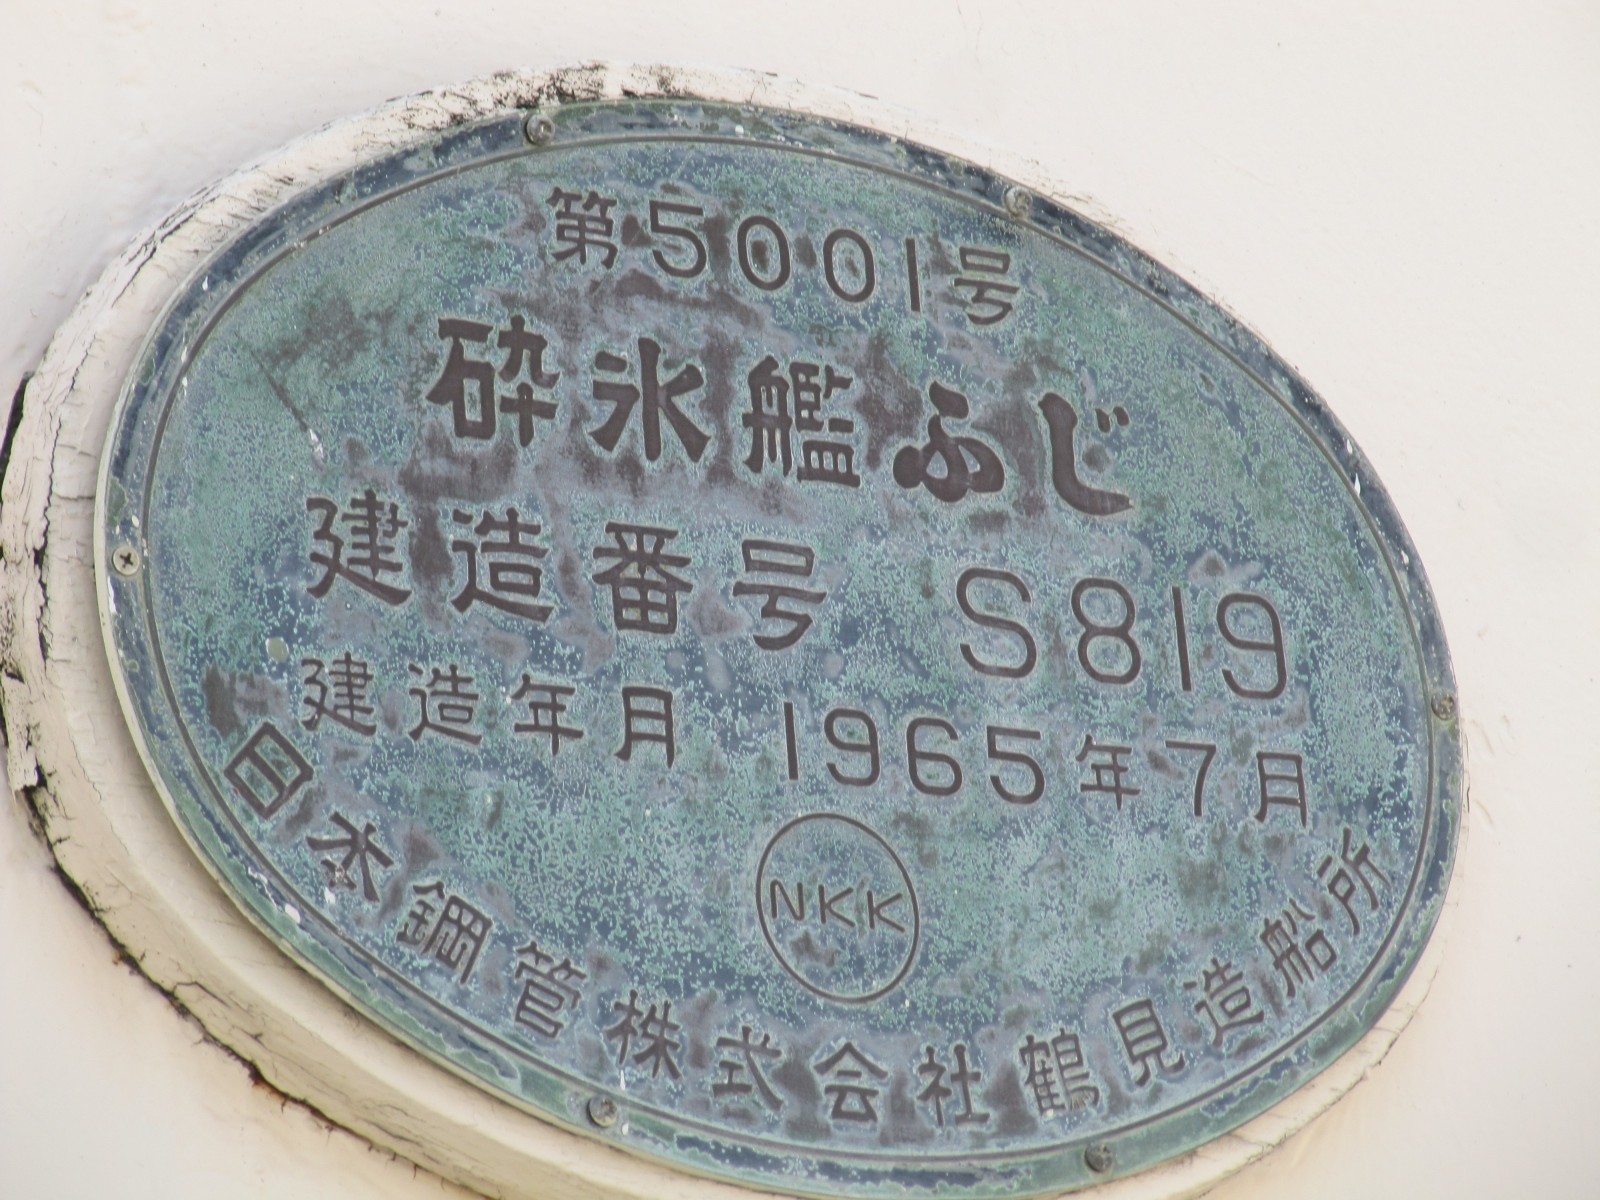 第5001号
砕氷艦ふじ
建造番号 S819
建造年月 1965年7月
NKK
日本鋼管株式会社鶴見造船所